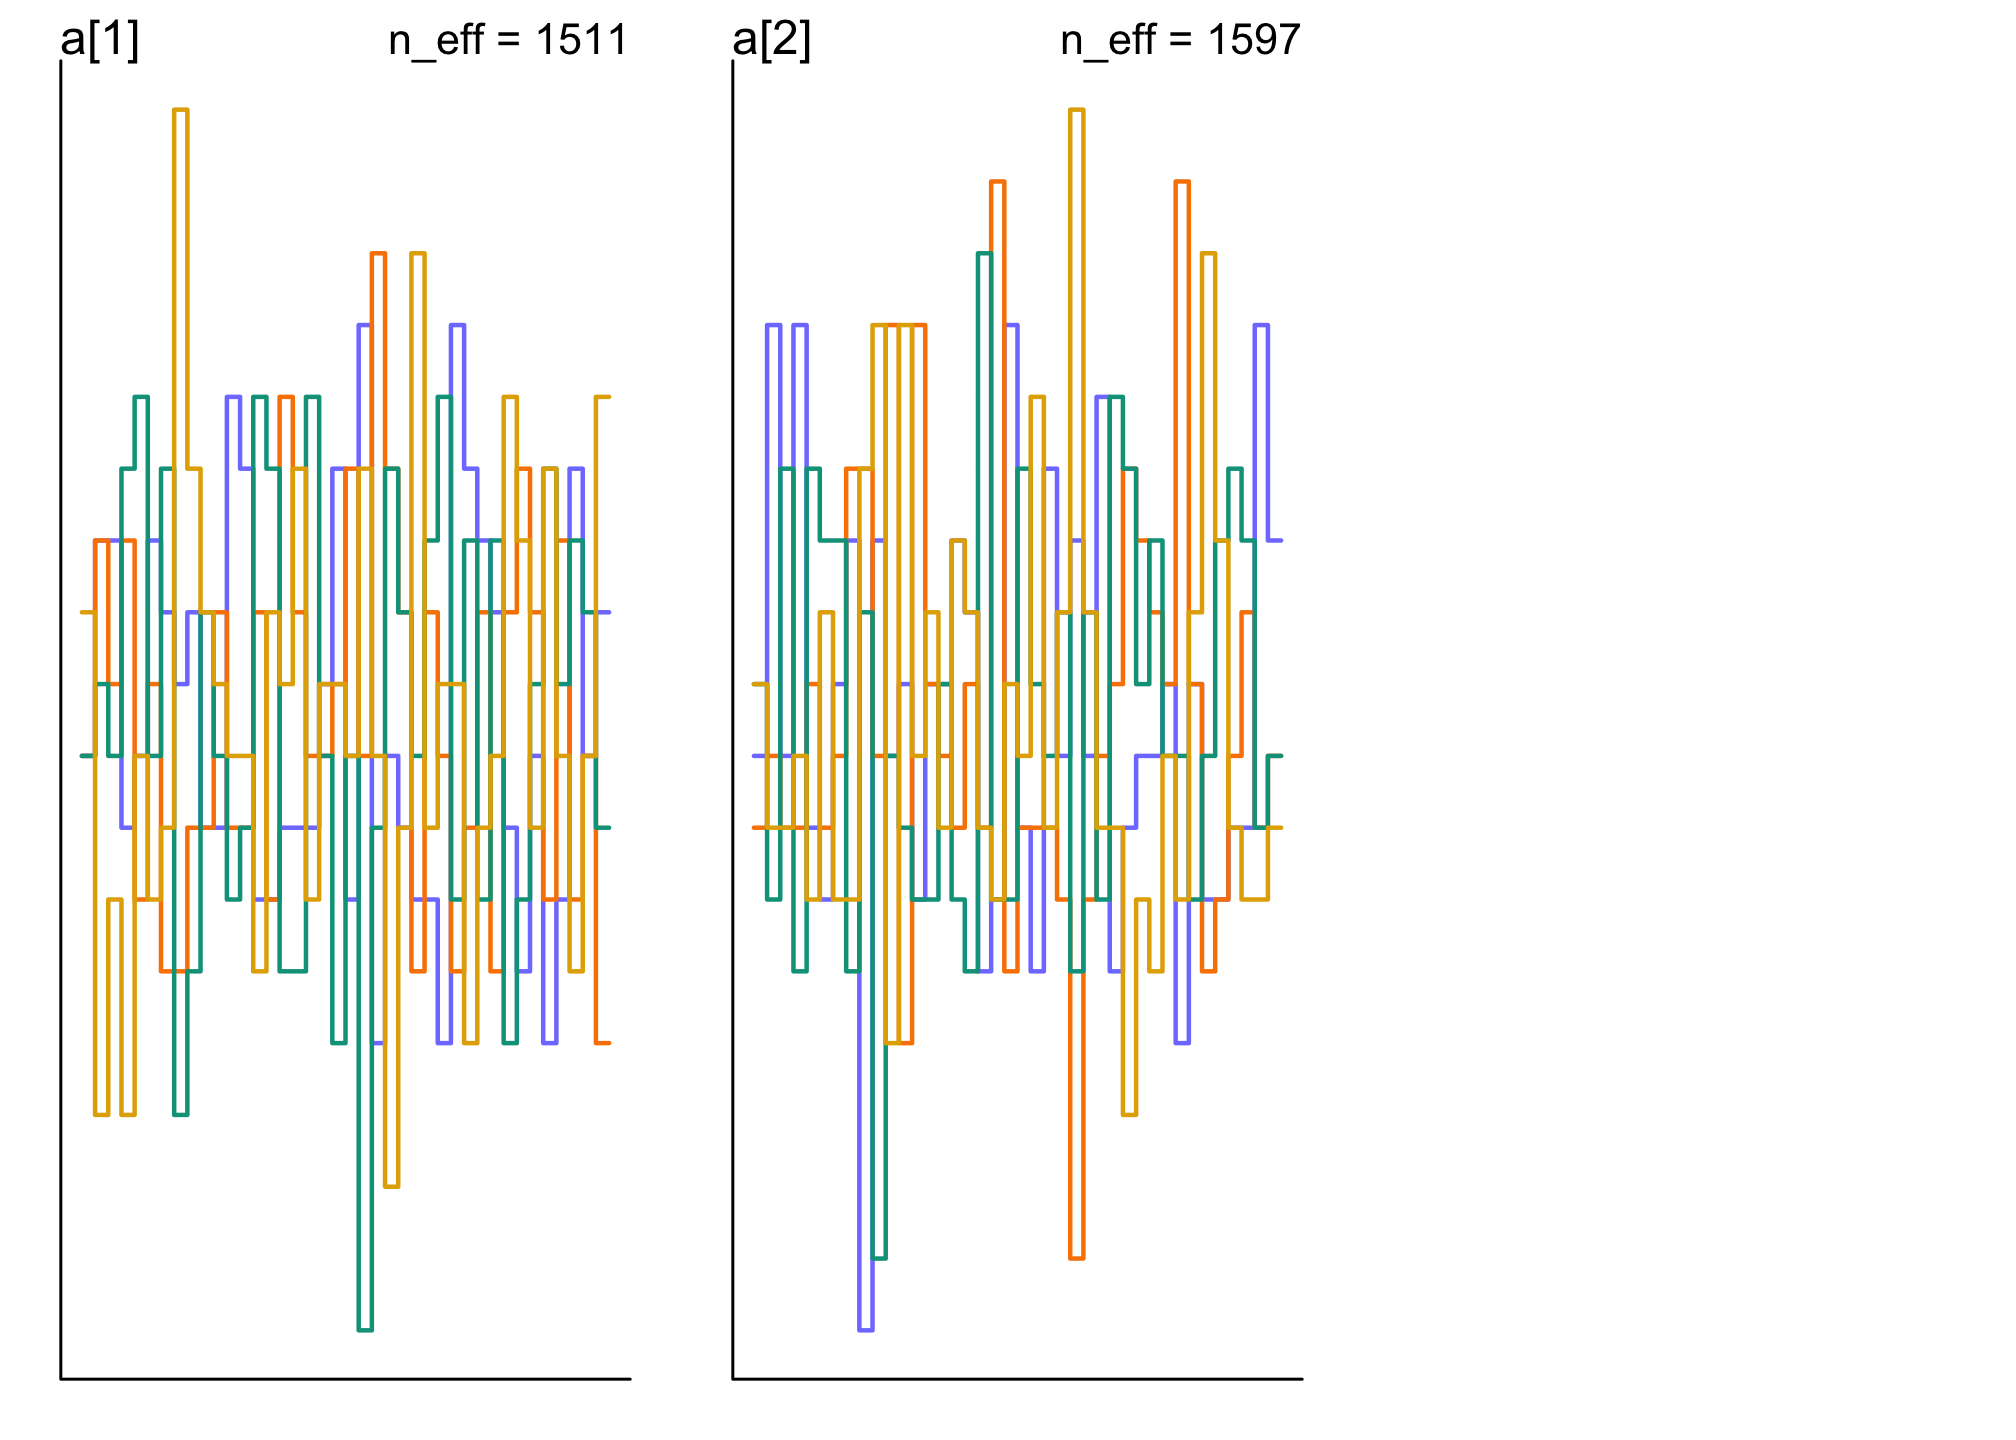 a[1] n_eff = 1511
a[2] n_eff = 1597